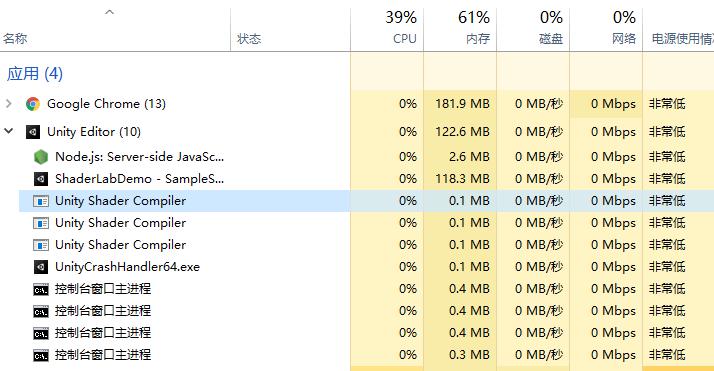 39% 61% 0% 0%
名称 状态 CPU 内存 磁盘 网络 电源使用情
应用 (4)
Google Chrome (13) 0% 181.9 MB 0 MB/秒 0 Mbps 非常低
Unity Editor (10) 0% 122.6 MB 0 MB/秒 0 Mbps 非常低
Node.js: Server-side JavaSc... 0% 2.6 MB 0 MB/秒 0 Mbps 非常低
ShaderLabDemo - SampleS... 0% 118.3 MB 0 MB/秒 0 Mbps 非常低
Unity Shader Compiler 0% 0.1 MB 0 MB/秒 0 Mbps 非常低
Unity Shader Compiler 0% 0.1 MB 0 MB/秒 0 Mbps 非常低
Unity Shader Compiler 0% 0.1 MB 0 MB/秒 0 Mbps 非常低
UnityCrashHandler64.exe 0% 0.1 MB 0 MB/秒 0 Mbps 非常低
控制台窗口主进程 0% 0.4 MB 0 MB/秒 0 Mbps 非常低
控制台窗口主进程 0% 0.4 MB 0 MB/秒 0 Mbps 非常低
控制台窗口主进程 0% 0.4 MB 0 MB/秒 0 Mbps 非常低
控制台窗口主进程 0% 0.3 MB 0 MB/秒 0 Mbps 非常低